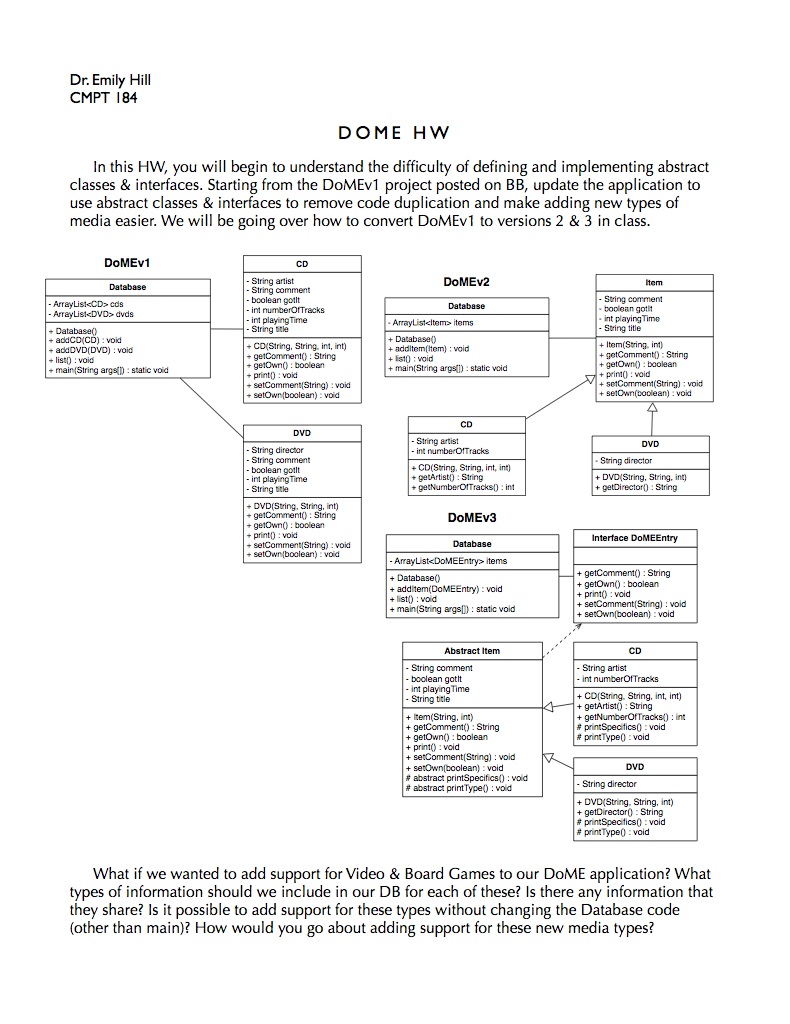 Dr. Emily Hill
CMPT 184
DOME HW
In this HW, you will begin to understand the difficulty of defining and implementing abstract
classes & interfaces. Starting from the DoMEv1 project posted on BB, update the application to
use abstract classes & interfaces to remove code duplication and make adding new types of
media easier. We will be going over how to convert DoMEv1 to versions 2 & 3 in class.
DoMEv1
Database
- ArrayList<CD> cds
- ArrayList<DVD> dvds
+ Database()
+ addCD(CD) : void
+ addDVD(DVD) : void
+ list() : void
+ main(String args[]) : static void
CD
- String artist
- String comment
- boolean gotIt
- int numberOfTracks
- int playingTime
- String title
+ CD(String, String, int, int)
+ getComment() : String
+ getOwn() : boolean
+ print() : void
+ setComment(String) : void
+ setOwn(boolean) : void
DVD
- String director
- String comment
- boolean gotIt
- int playingTime
- String title
+ DVD(String, String, int)
+ getComment() : String
+ getOwn() : boolean
+ print() : void
+ setComment(String) : void
+ setOwn(boolean) : void
DoMEv2
Database
- ArrayList<Item> items
+ Database()
+ addItem(Item) : void
+ list() : void
+ main(String args[]) : static void
Item
- String comment
- boolean gotIt
- int playingTime
- String title
+ Item(String, int)
+ getComment() : String
+ getOwn() : boolean
+ print() : void
+ setComment(String) : void
+ setOwn(boolean) : void
CD
- String artist
- int numberOfTracks
+ CD(String, String, int, int)
+ getArtist() : String
+ getNumberOfTracks() : int
DVD
- String director
+ DVD(String, String, int)
+ getDirector() : String
DoMEv3
Database
- ArrayList<DoMEEntry> items
+ Database()
+ addItem(DoMEEntry) : void
+ list() : void
+ main(String args[]) : static void
Interface DoMEEntry
+ getComment() : String
+ getOwn() : boolean
+ print() : void
+ setComment(String) : void
+ setOwn(boolean) : void
Abstract Item
- String comment
- boolean gotIt
- int playingTime
- String title
+ Item(String, int)
+ getComment() : String
+ getOwn() : boolean
+ print() : void
+ setComment(String) : void
+ setOwn(boolean) : void
# abstract printSpecifics() : void
# abstract printType() : void
CD
- String artist
- int numberOfTracks
+ CD(String, String, int, int)
+ getArtist() : String
+ getNumberOfTracks() : int
# printSpecifics() : void
# printType() : void
DVD
- String director
+ DVD(String, String, int)
+ getDirector() : String
# printSpecifics() : void
# printType() : void
What if we wanted to add support for Video & Board Games to our DoME application? What
types of information should we include in our DB for each of these? Is there any information that
they share? Is it possible to add support for these types without changing the Database code
(other than main)? How would you go about adding support for these new media types?